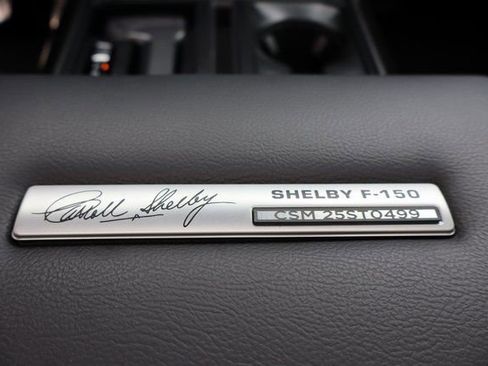 Carroll Shelby
SHELBY F-150
CSM 25ST0499